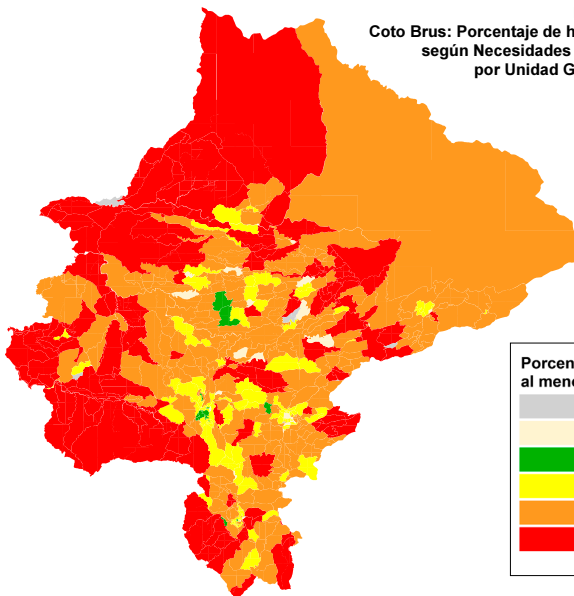 Coto Brus: Porcentaje de h
según Necesidades
por Unidad G
Porcen
al meno